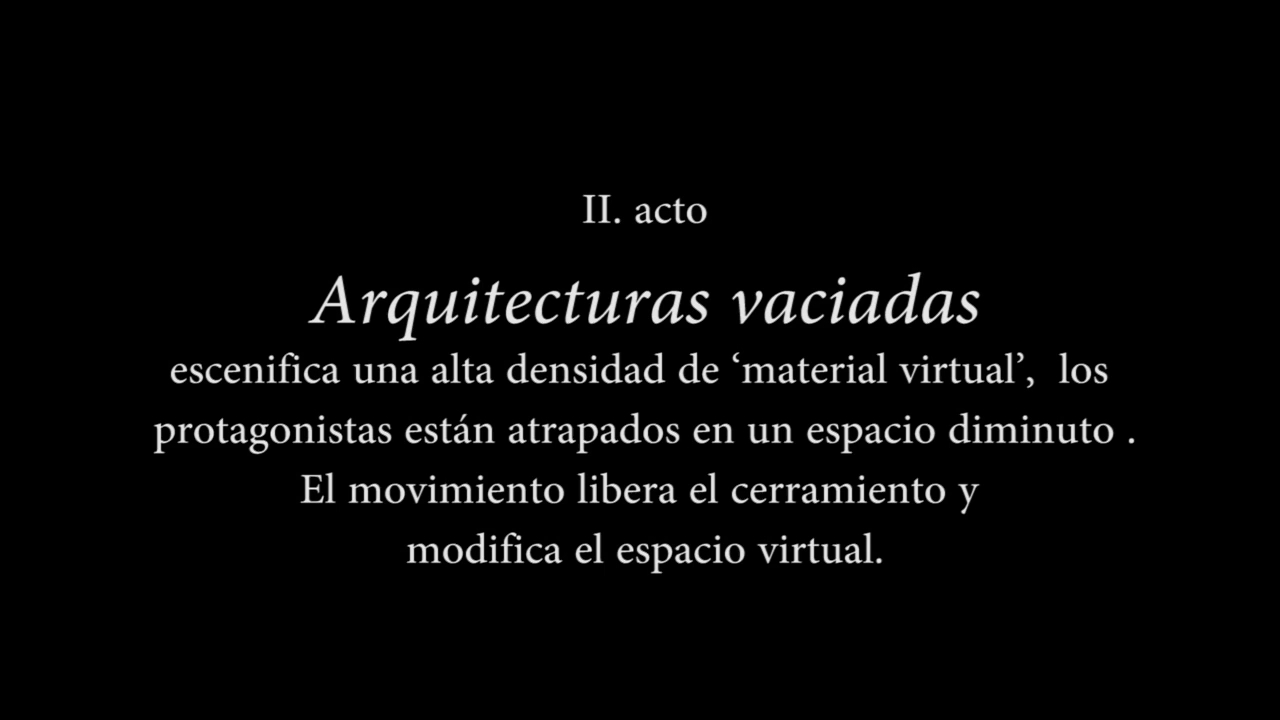 II. acto
Arquitecturas vaciadas
escenifica una alta densidad de ‘material virtual’,  los
protagonistas están atrapados en un espacio diminuto .
El movimiento libera el cerramiento y
modifica el espacio virtual.